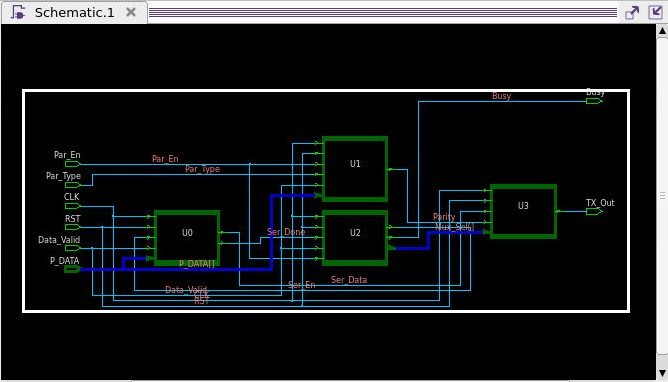 Schematic.1
Busy
Busy
Par_En
Par_En
U1
Par_Type
Par_Type
CLK
U3
TX_Out
RST
Parity
U0
Ser_Done
U2
Mux_Sel[]
Data_Valid
P_DATA
P_DATA[]
Ser_Data
Ser_En
Data_Valid
CLK
RST